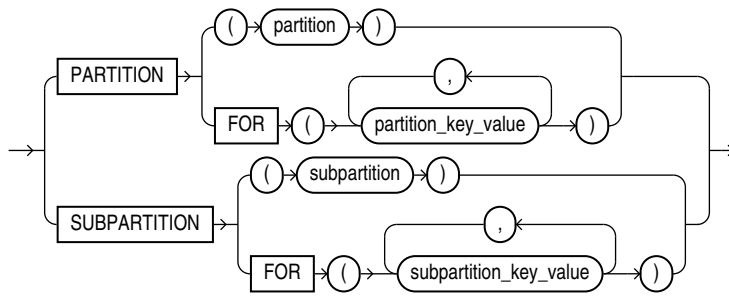 ( partition )
PARTITION
,
FOR ( partition_key_value )
( subpartition )
SUBPARTITION
,
FOR ( subpartition_key_value )